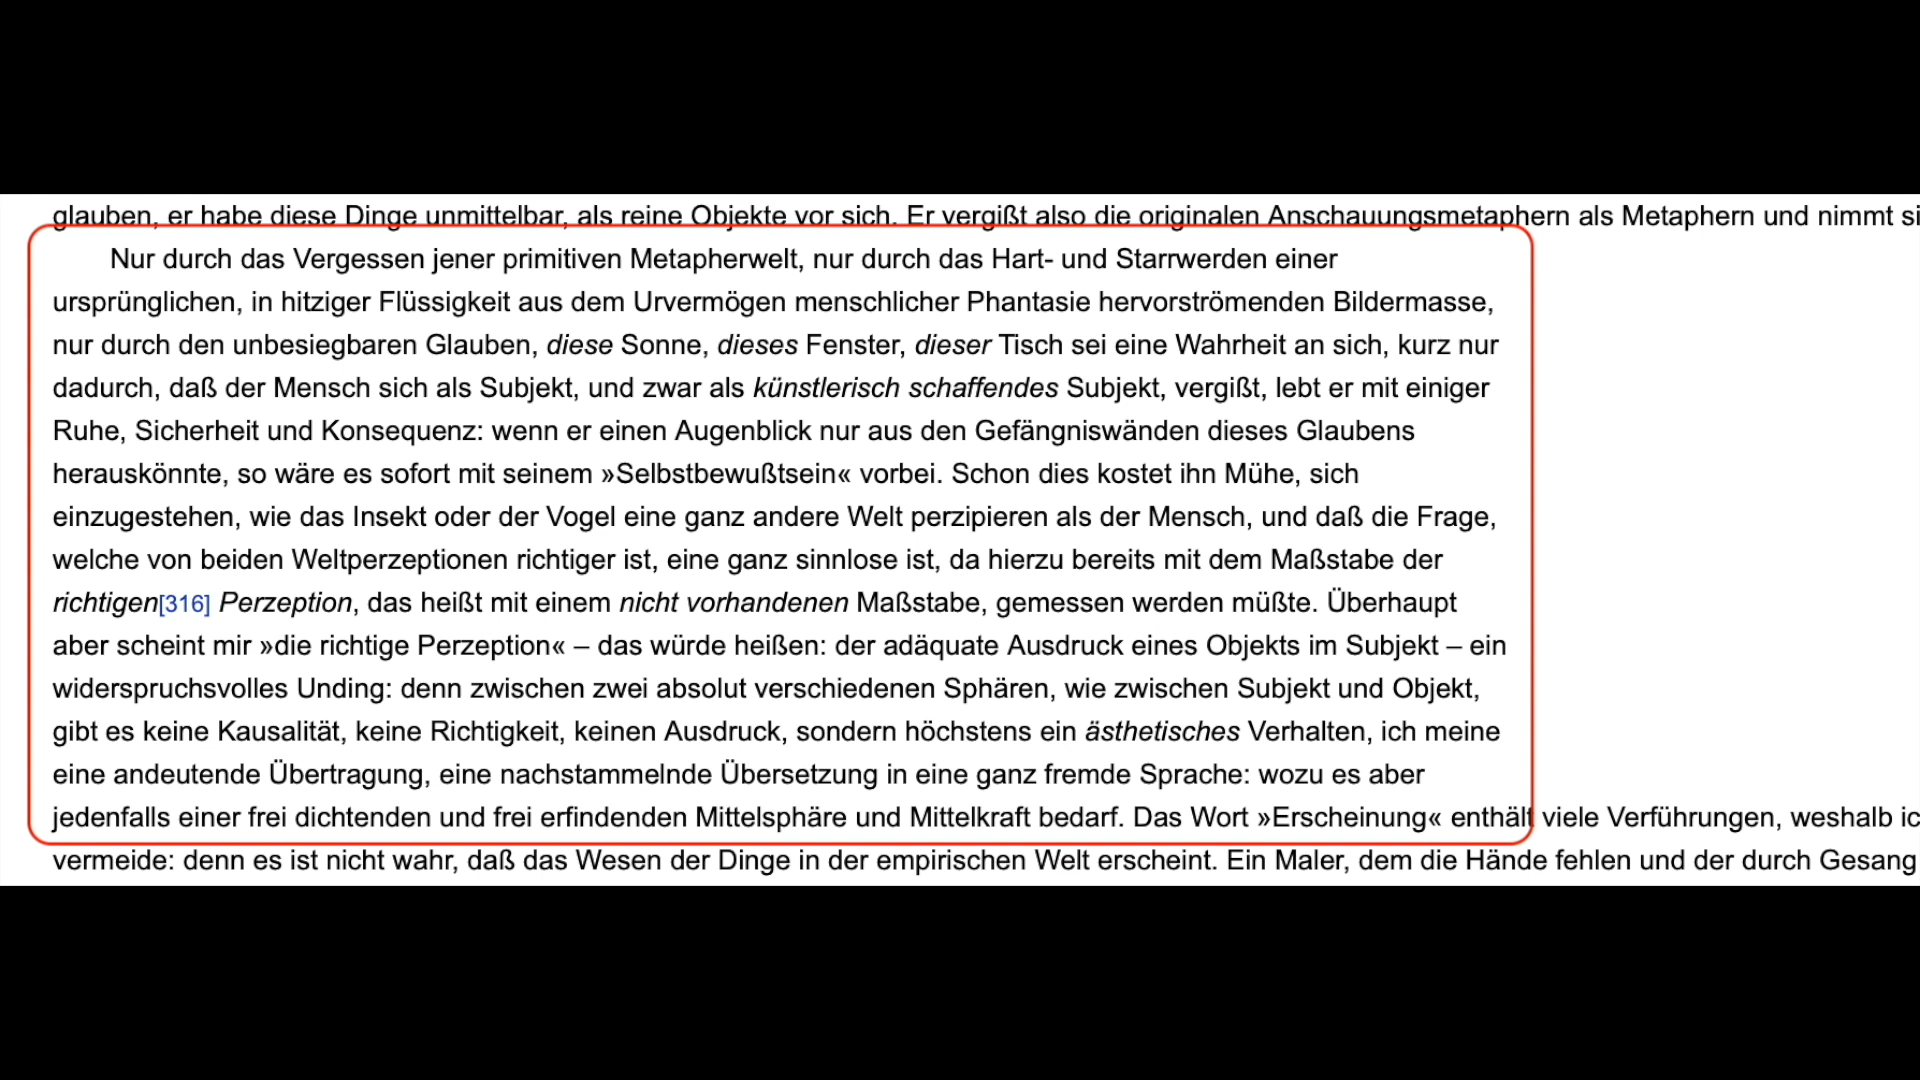 glauben, er habe diese Dinge unmittelbar, als reine Objekte vor sich. Er vergißt also die originalen Anschauungsmetaphern als Metaphern und nimmt si
Nur durch das Vergessen jener primitiven Metapherwelt, nur durch das Hart- und Starrwerden einer
ursprünglichen, in hitziger Flüssigkeit aus dem Urvermögen menschlicher Phantasie hervorströmenden Bildermasse,
nur durch den unbesiegbaren Glauben, diese Sonne, dieses Fenster, dieser Tisch sei eine Wahrheit an sich, kurz nur
dadurch, daß der Mensch sich als Subjekt, und zwar als künstlerisch schaffendes Subjekt, vergißt, lebt er mit einiger
Ruhe, Sicherheit und Konsequenz: wenn er einen Augenblick nur aus den Gefängniswänden dieses Glaubens
herauskönnte, so wäre es sofort mit seinem »Selbstbewußtsein« vorbei. Schon dies kostet ihn Mühe, sich
einzugestehen, wie das Insekt oder der Vogel eine ganz andere Welt perzipieren als der Mensch, und daß die Frage,
welche von beiden Weltperzeptionen richtiger ist, eine ganz sinnlose ist, da hierzu bereits mit dem Maßstabe der
richtigen[316] Perzeption, das heißt mit einem nicht vorhandenen Maßstabe, gemessen werden müßte. Überhaupt
aber scheint mir »die richtige Perzeption« – das würde heißen: der adäquate Ausdruck eines Objekts im Subjekt – ein
widerspruchsvolles Unding: denn zwischen zwei absolut verschiedenen Sphären, wie zwischen Subjekt und Objekt,
gibt es keine Kausalität, keine Richtigkeit, keinen Ausdruck, sondern höchstens ein ästhetisches Verhalten, ich meine
eine andeutende Übertragung, eine nachstammelnde Übersetzung in eine ganz fremde Sprache: wozu es aber
jedenfalls einer frei dichtenden und frei erfindenden Mittelsphäre und Mittelkraft bedarf. Das Wort »Erscheinung« enthält viele Verführungen, weshalb ic
vermeide: denn es ist nicht wahr, daß das Wesen der Dinge in der empirischen Welt erscheint. Ein Maler, dem die Hände fehlen und der durch Gesang